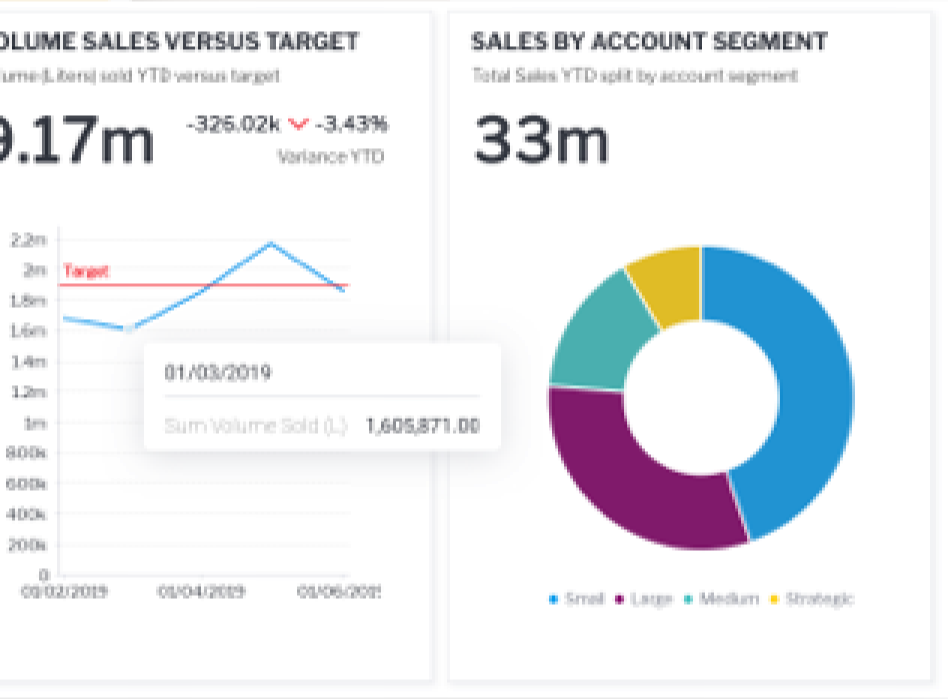 OLUME SALES VERSUS TARGET
ume (Liters) sold YTD versus target
9.17m
-326.02k -3.43%
Variance YTD
2.2m
2m
Target
1.8m
1.6m
1.4m
1.2m
1m
800k
600k
400k
200k
0
01/02/2019 01/04/2019 01/06/201
01/03/2019
Sum Volume Sold (L) 1,605,871.00
SALES BY ACCOUNT SEGMENT
Total Sales YTD split by account segment
33m
Small Large Medium Strategic